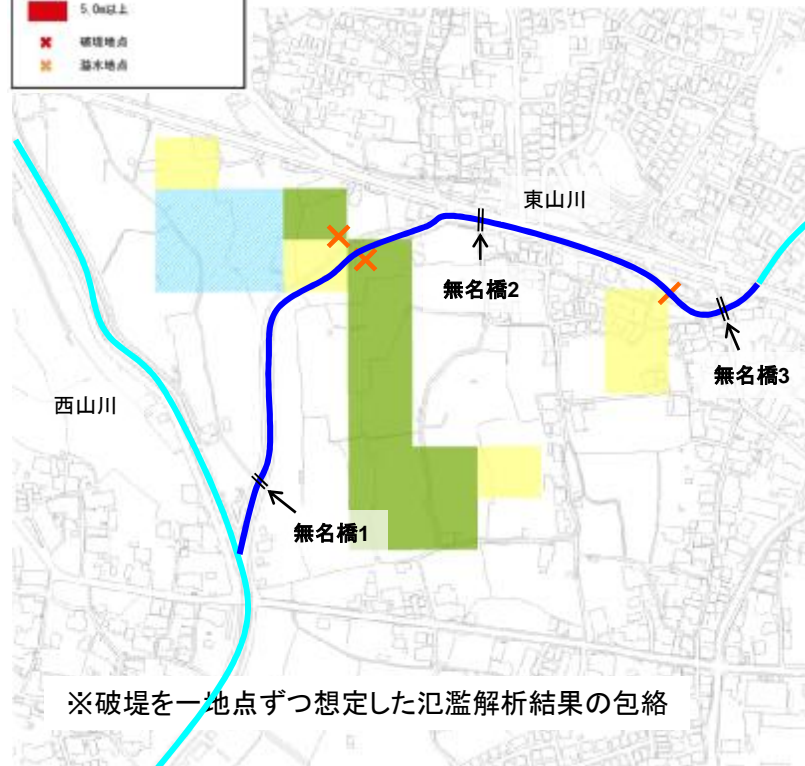 5.0m以上
破堤地点
溢水地点
東山川
無名橋2
無名橋3
西山川
無名橋1
※破堤を一地点ずつ想定した氾濫解析結果の包絡